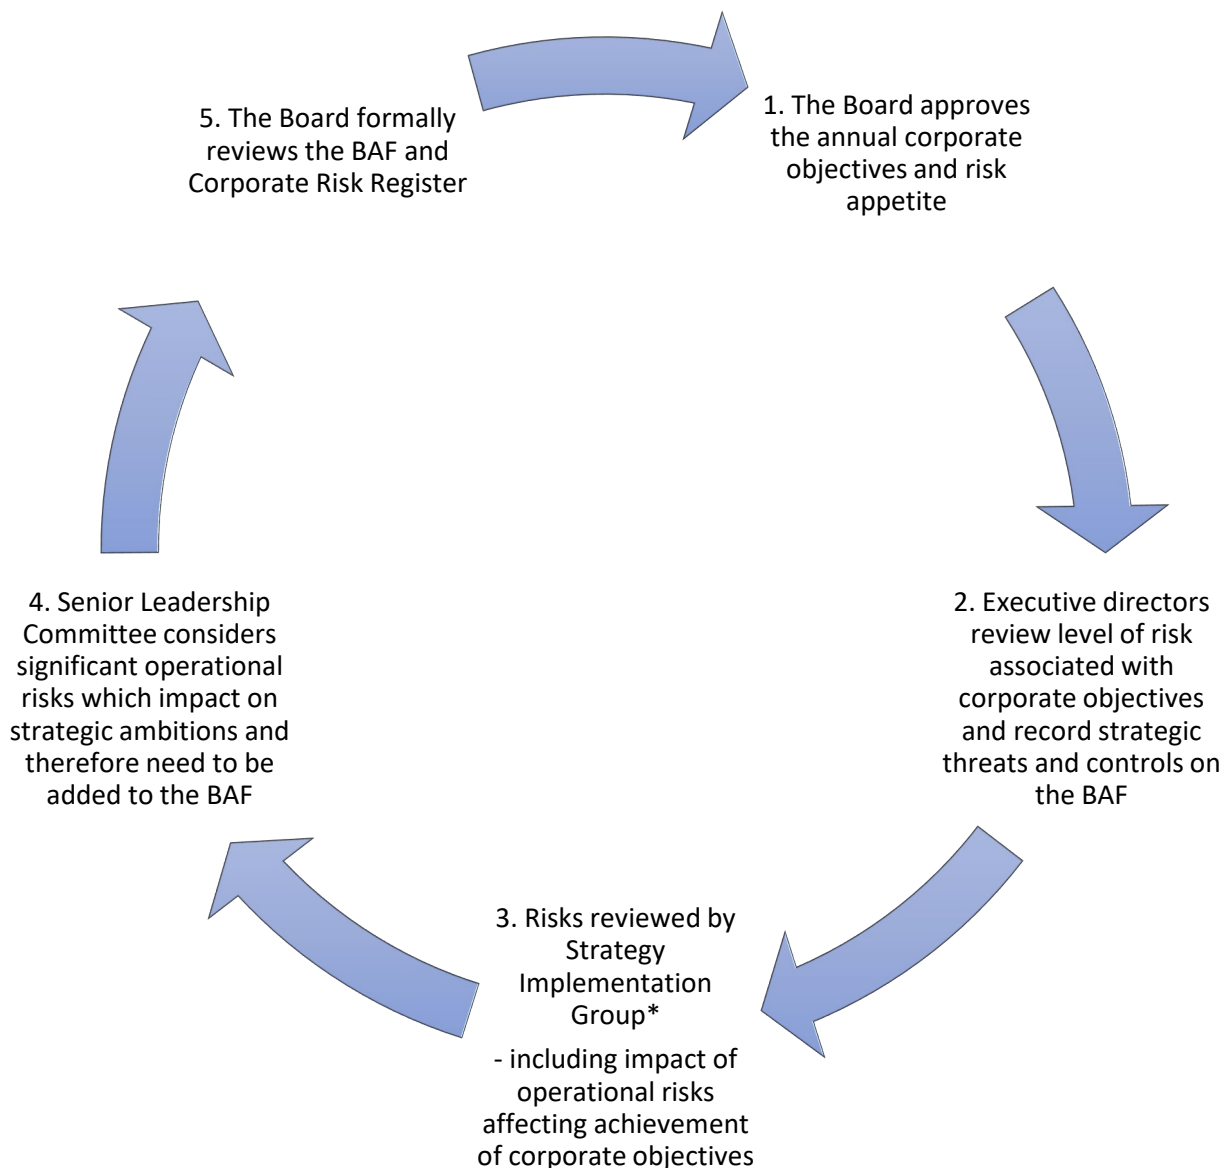 1. The Board approves
the annual corporate
objectives and risk
appetite
2. Executive directors
review level of risk
associated with
corporate objectives
and record strategic
threats and controls on
the BAF
3. Risks reviewed by
Strategy
Implementation
Group*
- including impact of
operational risks
affecting achievement
of corporate objectives
4. Senior Leadership
Committee considers
significant operational
risks which impact on
strategic ambitions and
therefore need to be
added to the BAF
5. The Board formally
reviews the BAF and
Corporate Risk Register